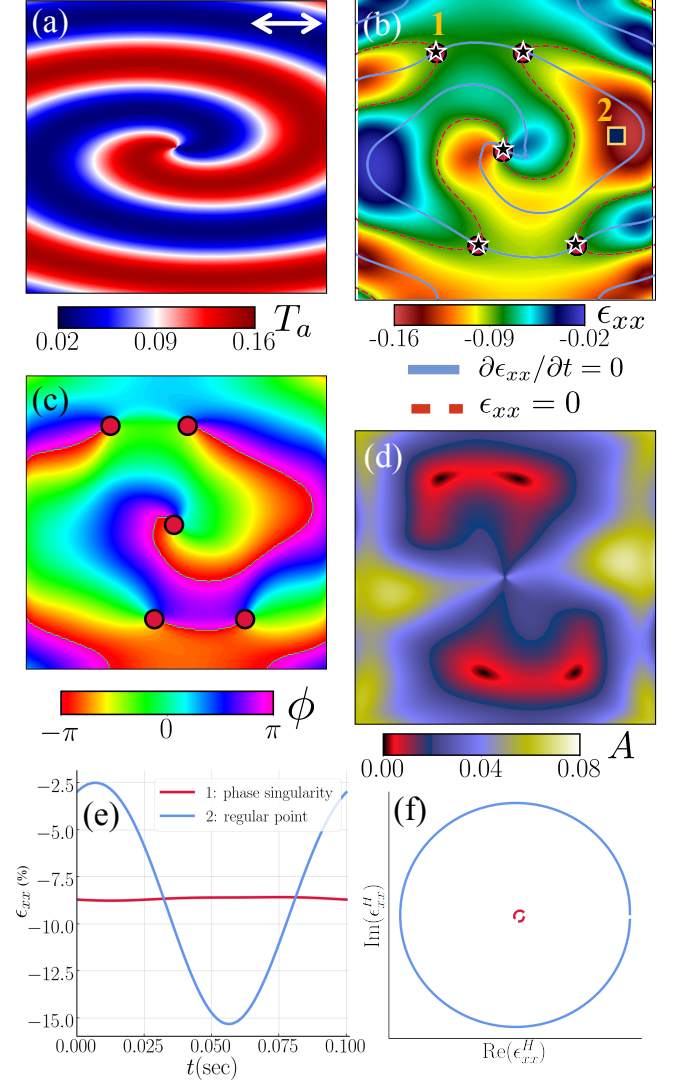 (a)
0.02 0.09 0.16 T_a
(b)
1
2
-0.16 -0.09 -0.02 ϵ_xx
∂ϵ_xx/∂t = 0
ϵ_xx = 0
(c)
−π 0 π ϕ
(d)
0.00 0.04 0.08 A
(e)
1: phase singularity
2: regular point
−2.5
−5.0
−7.5
−10.0
−12.5
−15.0
ϵ_xx (%)
0.000 0.025 0.050 0.075 0.100
t(sec)
(f)
Im(ϵ^H_xx)
Re(ϵ^H_xx)